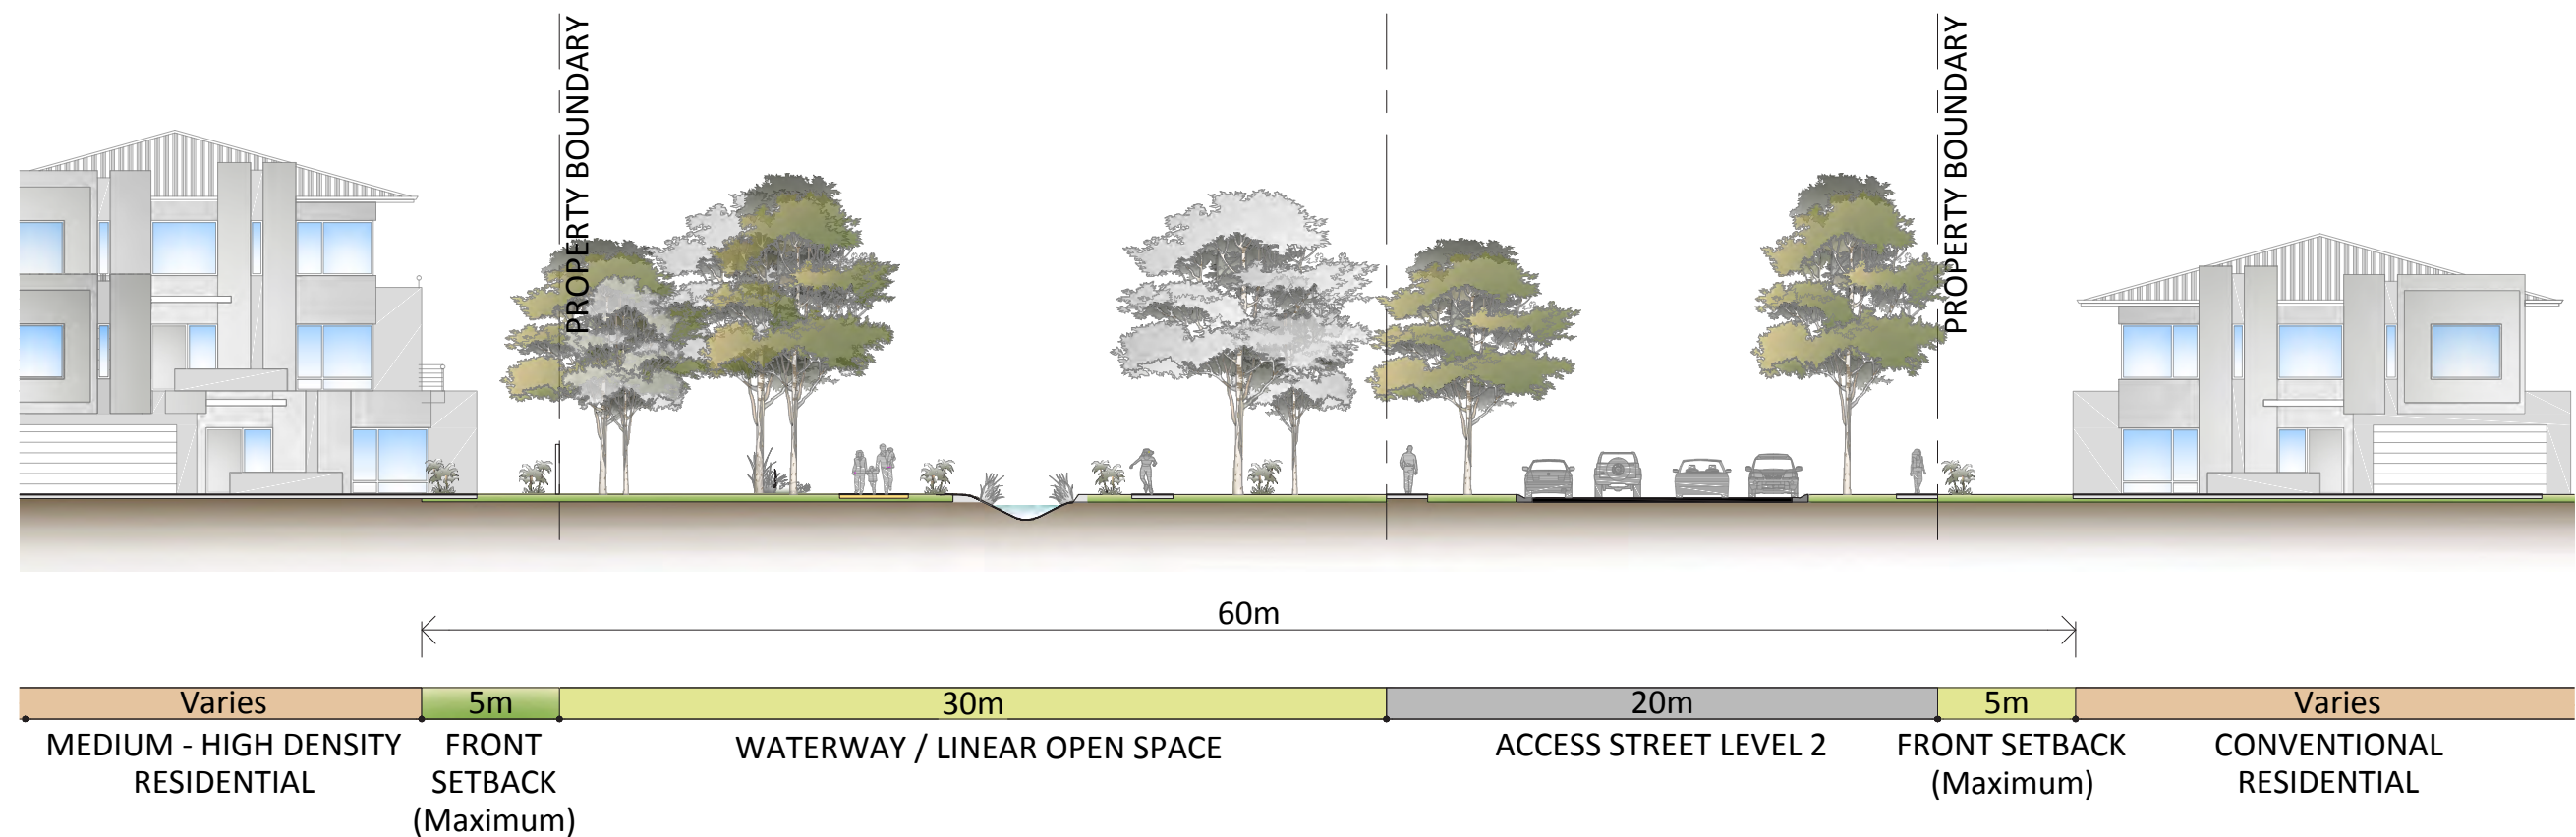 PROPERTY BOUNDARY
PROPERTY BOUNDARY
60m
Varies
5m
30m
20m
5m
Varies
MEDIUM - HIGH DENSITY
RESIDENTIAL
FRONT
SETBACK
(Maximum)
WATERWAY / LINEAR OPEN SPACE
ACCESS STREET LEVEL 2
FRONT SETBACK
(Maximum)
CONVENTIONAL
RESIDENTIAL